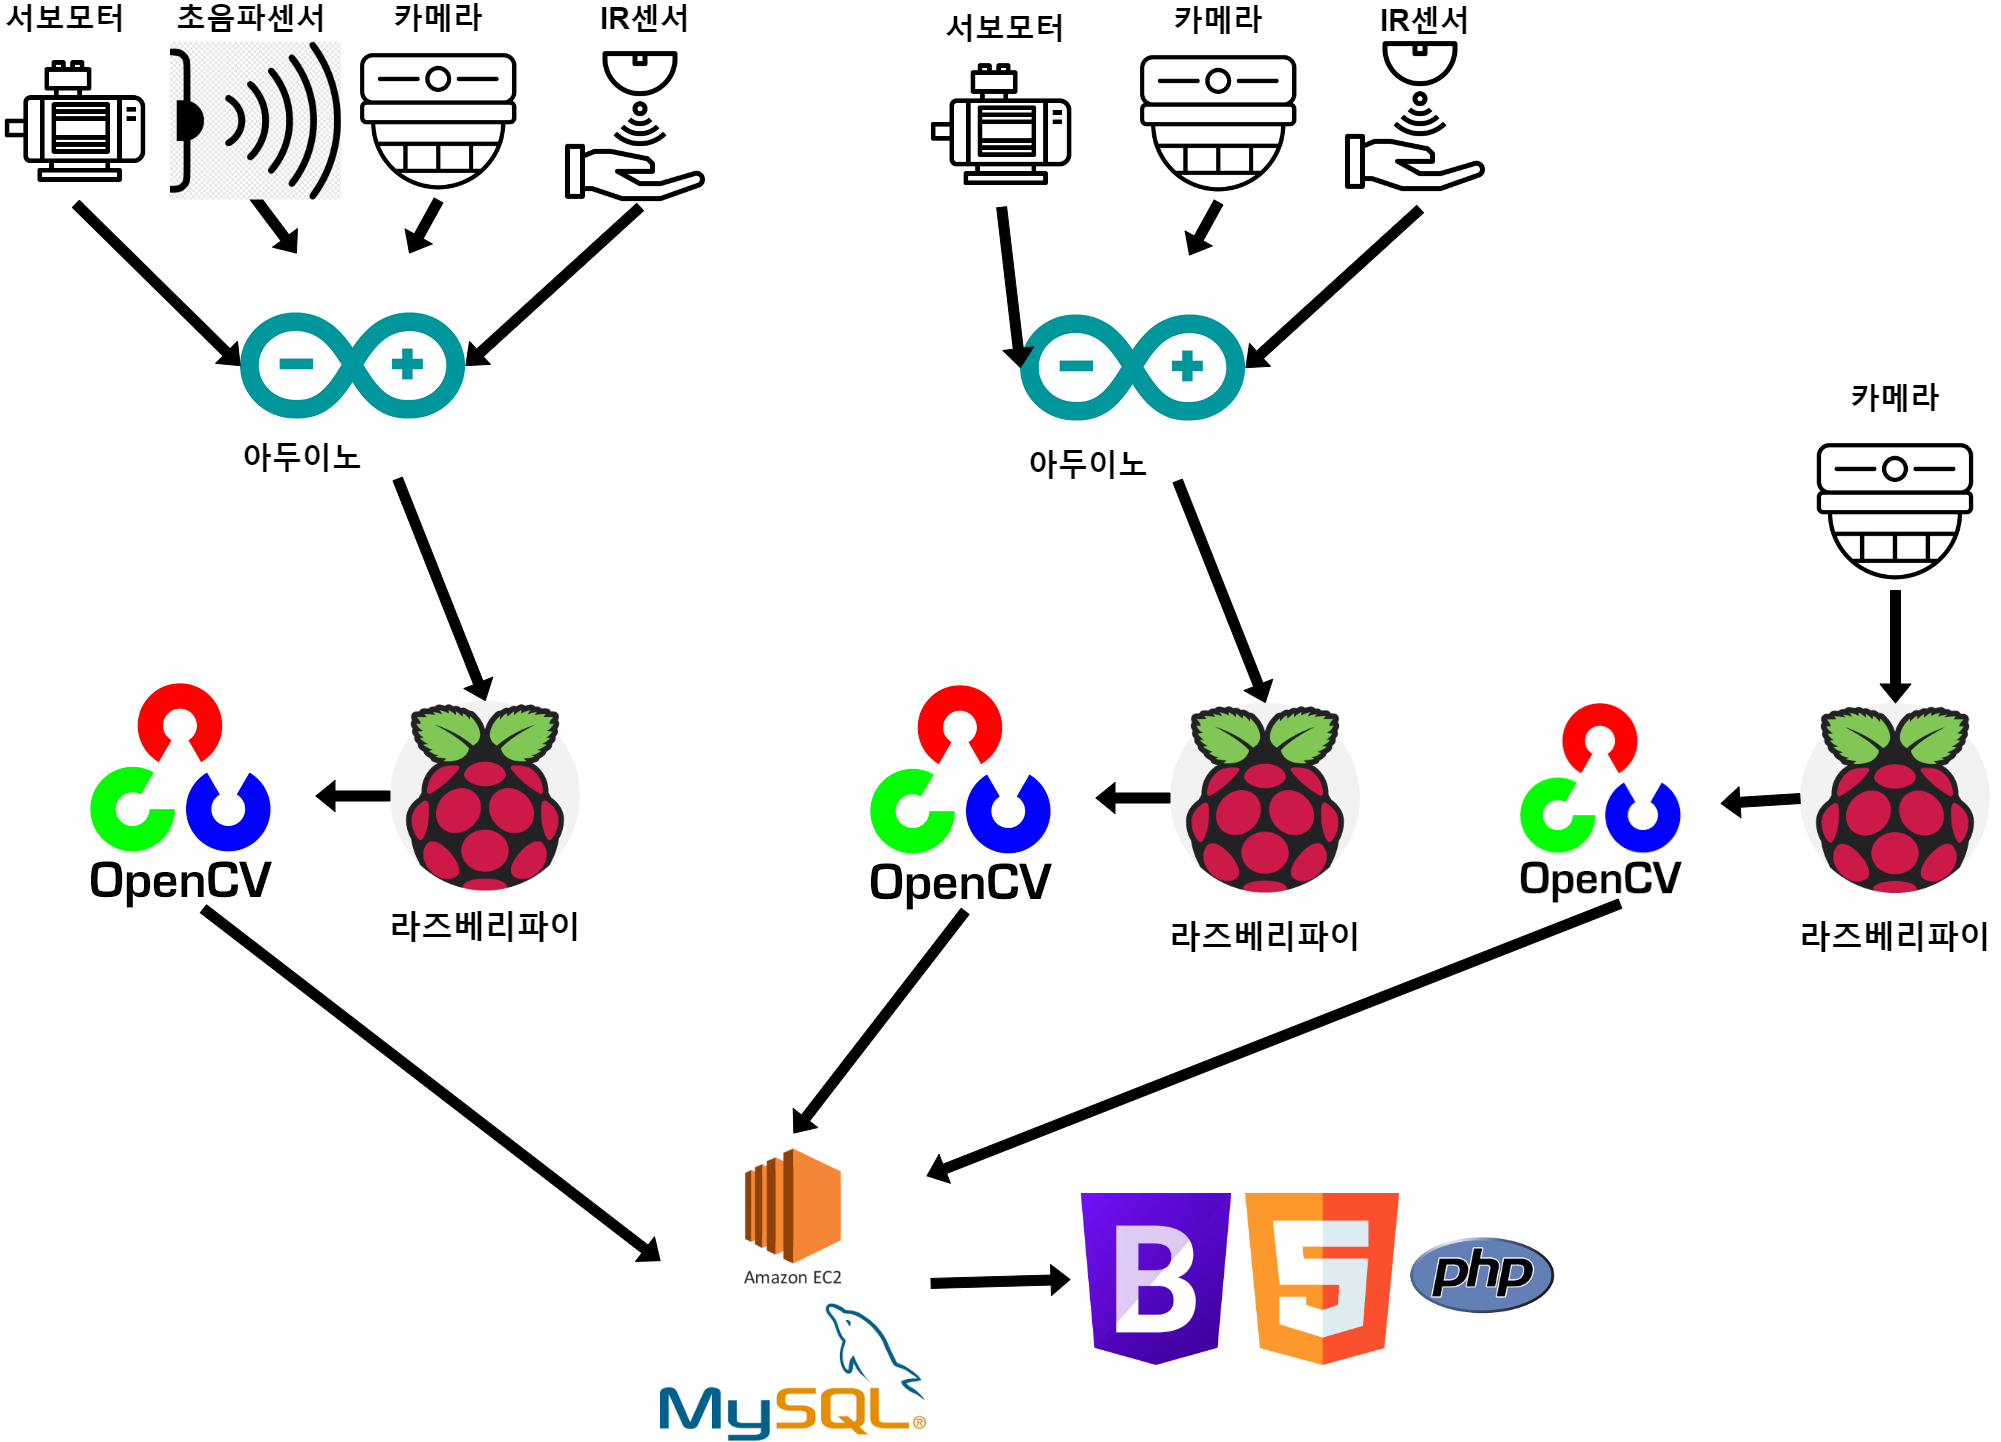 서보모터
초음파센서
카메라
IR센서
서보모터
카메라
IR센서
아두이노
아두이노
카메라
OpenCV
라즈베리파이
OpenCV
라즈베리파이
OpenCV
라즈베리파이
Amazon EC2
B
5
php
MySQL®